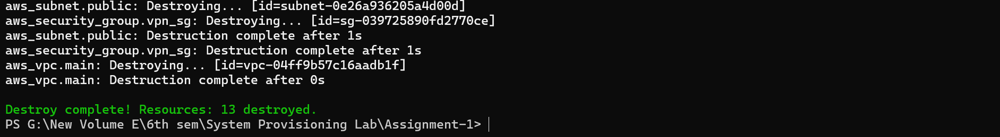 aws_subnet.public: Destroying... [id=subnet-0e26a936205a4d00d]
aws_security_group.vpn_sg: Destroying... [id=sg-039725890fd2770ce]
aws_subnet.public: Destruction complete after 1s
aws_security_group.vpn_sg: Destruction complete after 1s
aws_vpc.main: Destroying... [id=vpc-04ff9b57c16aadb1f]
aws_vpc.main: Destruction complete after 0s
Destroy complete! Resources: 13 destroyed.
PS G:\New Volume E\6th sem\System Provisioning Lab\Assignment-1>